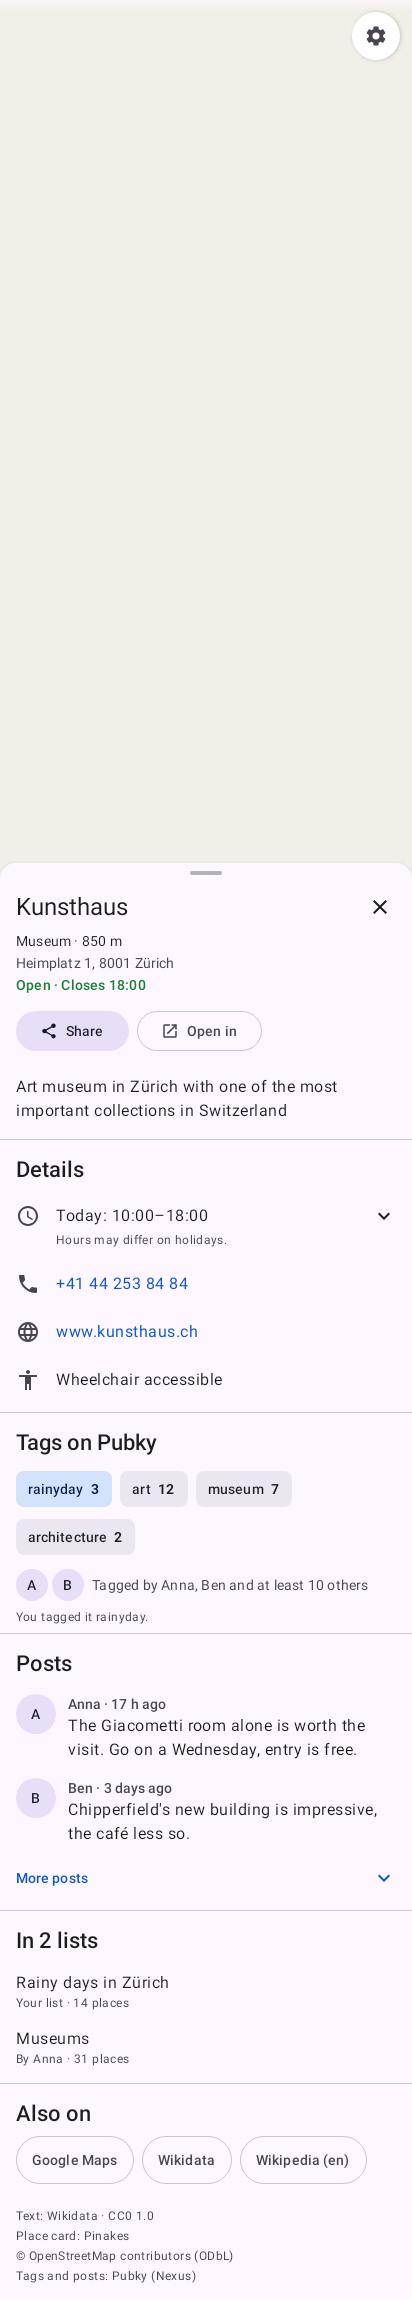 Kunsthaus
Museum · 850 m
Heimplatz 1, 8001 Zürich
Open · Closes 18:00
Share
Open in
Art museum in Zürich with one of the most
important collections in Switzerland
Details
Today: 10:00–18:00
Hours may differ on holidays.
+41 44 253 84 84
www.kunsthaus.ch
Wheelchair accessible
Tags on Pubky
rainyday 3
art 12
museum 7
architecture 2
A
B
Tagged by Anna, Ben and at least 10 others
You tagged it rainyday.
Posts
A
Anna · 17 h ago
The Giacometti room alone is worth the
visit. Go on a Wednesday, entry is free.
B
Ben · 3 days ago
Chipperfield's new building is impressive,
the café less so.
More posts
In 2 lists
Rainy days in Zürich
Your list · 14 places
Museums
By Anna · 31 places
Also on
Google Maps
Wikidata
Wikipedia (en)
Text: Wikidata · CC0 1.0
Place card: Pinakes
© OpenStreetMap contributors (ODbL)
Tags and posts: Pubky (Nexus)